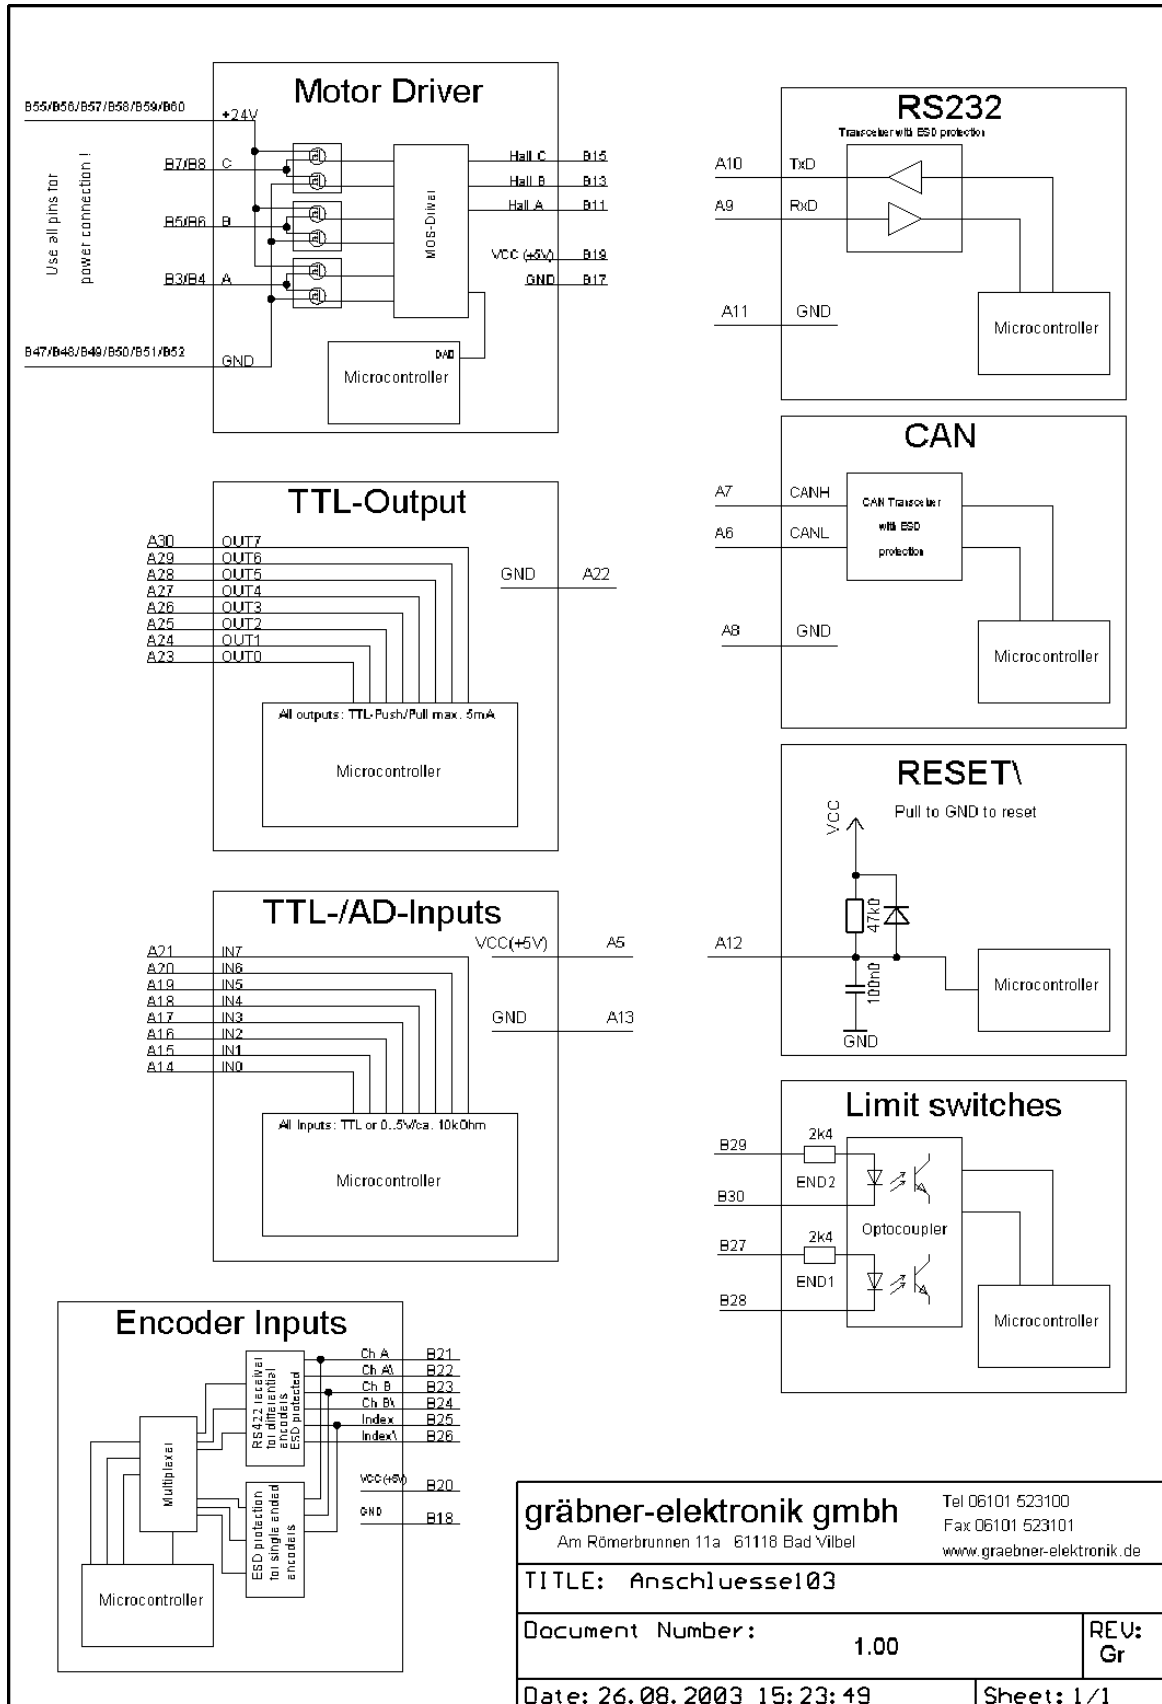 Motor Driver
B55/B56/B57/B58/B59/B60
+24V
B7/B8 C
B5/B6 B
B3/B4 A
Use all pins for
power connection !
B47/B48/B49/B50/B51/B52
GND
MOS-Driver
Hall C B15
Hall B B13
Hall A B11
VCC (+5V) B19
GND B17
DAD
Microcontroller
TTL-Output
A30 OUT7
A29 OUT6
A28 OUT5
A27 OUT4
A26 OUT3
A25 OUT2
A24 OUT1
A23 OUT0
GND A22
All outputs: TTL-Push/Pull max. 5mA
Microcontroller
TTL-/AD-Inputs
A21 IN7
A20 IN6
A19 IN5
A18 IN4
A17 IN3
A16 IN2
A15 IN1
A14 IN0
VCC(+5V) A5
GND A13
All Inputs: TTL or 0..5V/ca. 10kOhm
Microcontroller
Encoder Inputs
Ch A B21
Ch A\ B22
Ch B B23
Ch B\ B24
Index B25
Index\ B26
VCC (+5V) B20
GND B18
RS422 receiver
for differential
encoders
ESD protected
Multiplexer
ESD protection
for single ended
encoders
Microcontroller
RS232
Transceiver with ESD protection
A10 TxD
A9 RxD
A11 GND
Microcontroller
CAN
A7 CANH
A6 CANL
CAN Transceiver
with ESD
protection
A8 GND
Microcontroller
RESET\
Pull to GND to reset
VCC
47k0
A12
100n0
GND
Microcontroller
Limit switches
B29 2k4
END2
B30
Optocoupler
B27 2k4
END1
B28
Microcontroller
gräbner-elektronik gmbh
Am Römerbrunnen 11a 61118 Bad Vilbel
Tel 06101 523100
Fax 06101 523101
www.graebner-elektronik.de
TITLE: Anschluesse103
Document Number:
1.00
REV:
Gr
Date: 26.08.2003 15:23:49
Sheet: 1/1